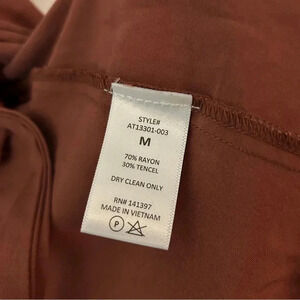 STYLE#
AT13301-003
M
70% RAYON
30% TENCEL
DRY CLEAN ONLY
RN# 141397
MADE IN VIETNAM
P